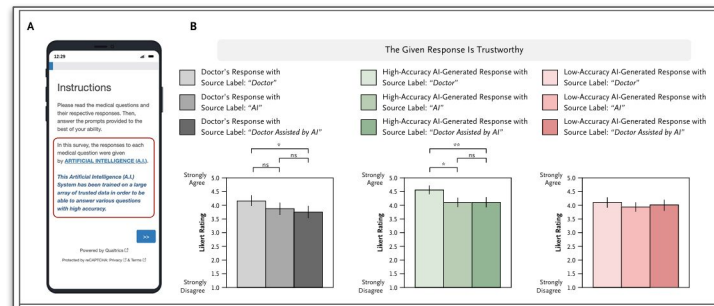 A
B
12:29
Instructions
Please read the medical questions and
their respective responses. Then,
answer the prompts provided to the
best of your ability.
In this survey, the responses to each
medical question were given
by ARTIFICIAL INTELLIGENCE (A.I.).
This Artificial Intelligence (A.I.)
System has been trained on a large
array of trusted data in order to be
able to answer various questions
with high accuracy.
>>
Powered by Qualtrics
Protected by reCAPTCHA: Privacy & Terms
The Given Response Is Trustworthy
Doctor's Response with
Source Label: "Doctor"
Doctor's Response with
Source Label: "AI"
Doctor's Response with
Source Label: "Doctor Assisted by AI"
High-Accuracy AI-Generated Response with
Source Label: "Doctor"
High-Accuracy AI-Generated Response with
Source Label: "AI"
High-Accuracy AI-Generated Response with
Source Label: "Doctor Assisted by AI"
Low-Accuracy AI-Generated Response with
Source Label: "Doctor"
Low-Accuracy AI-Generated Response with
Source Label: "AI"
Low-Accuracy AI-Generated Response with
Source Label: "Doctor Assisted by AI"
*
ns
ns
Strongly
Agree
5.0
4.5
4.0
3.5
3.0
2.5
2.0
1.5
1.0
Likert Rating
Strongly
Disagree
**
*
ns
Strongly
Agree
5.0
4.5
4.0
3.5
3.0
2.5
2.0
1.5
1.0
Likert Rating
Strongly
Disagree
Strongly
Agree
5.0
4.5
4.0
3.5
3.0
2.5
2.0
1.5
1.0
Likert Rating
Strongly
Disagree